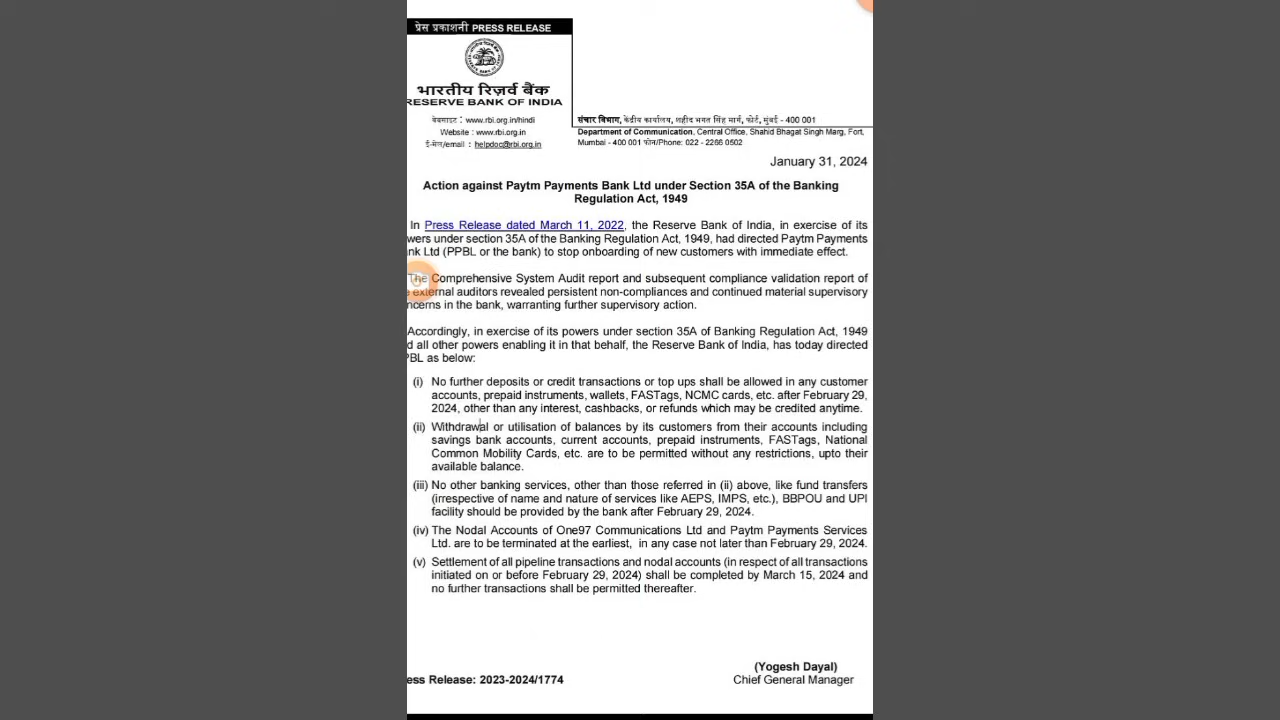 प्रेस प्रकाशनी PRESS RELEASE
भारतीय रिज़र्व बैंक
RESERVE BANK OF INDIA
वेबसाइट : www.rbi.org.in/hindi
Website : www.rbi.org.in
ई-मेल/email : helpdoc@rbi.org.in
संचार विभाग, केंद्रीय कार्यालय, शहीद भगत सिंह मार्ग, फोर्ट, मुंबई - 400 001
Department of Communication, Central Office, Shahid Bhagat Singh Marg, Fort,
Mumbai - 400 001 फोन/Phone: 022 - 2266 0502
January 31, 2024
Action against Paytm Payments Bank Ltd under Section 35A of the Banking
Regulation Act, 1949
In Press Release dated March 11, 2022, the Reserve Bank of India, in exercise of its
wers under section 35A of the Banking Regulation Act, 1949, had directed Paytm Payments
nk Ltd (PPBL or the bank) to stop onboarding of new customers with immediate effect.
The Comprehensive System Audit report and subsequent compliance validation report of
external auditors revealed persistent non-compliances and continued material supervisory
ncerns in the bank, warranting further supervisory action.
Accordingly, in exercise of its powers under section 35A of Banking Regulation Act, 1949
d all other powers enabling it in that behalf, the Reserve Bank of India, has today directed
PBL as below:
(i) No further deposits or credit transactions or top ups shall be allowed in any customer
accounts, prepaid instruments, wallets, FASTags, NCMC cards, etc. after February 29,
2024, other than any interest, cashbacks, or refunds which may be credited anytime.
(ii) Withdrawal or utilisation of balances by its customers from their accounts including
savings bank accounts, current accounts, prepaid instruments, FASTags, National
Common Mobility Cards, etc. are to be permitted without any restrictions, upto their
available balance.
(iii) No other banking services, other than those referred in (ii) above, like fund transfers
(irrespective of name and nature of services like AEPS, IMPS, etc.), BBPOU and UPI
facility should be provided by the bank after February 29, 2024.
(iv) The Nodal Accounts of One97 Communications Ltd and Paytm Payments Services
Ltd. are to be terminated at the earliest, in any case not later than February 29, 2024.
(v) Settlement of all pipeline transactions and nodal accounts (in respect of all transactions
initiated on or before February 29, 2024) shall be completed by March 15, 2024 and
no further transactions shall be permitted thereafter.
(Yogesh Dayal)
ess Release: 2023-2024/1774
Chief General Manager